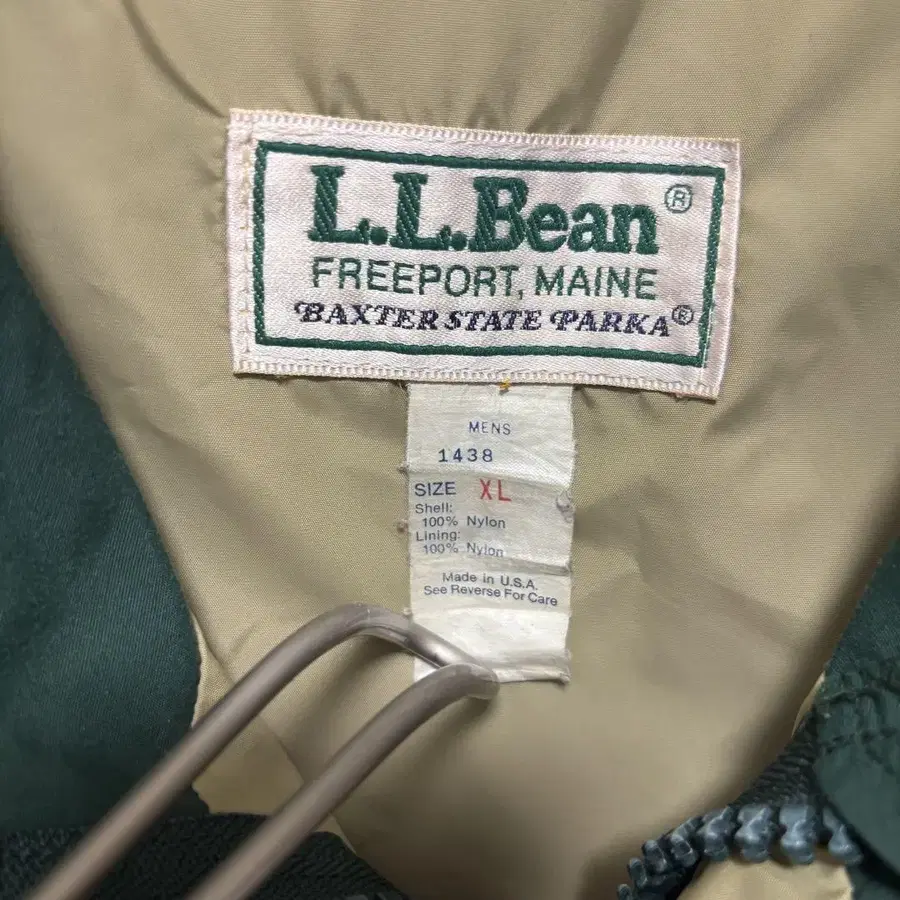 L.L.Bean®
FREEPORT, MAINE
BAXTER STATE PARKA®
MENS
1438
SIZE XL
Shell:
100% Nylon
Lining:
100% Nylon
Made in U.S.A.
See Reverse For Care